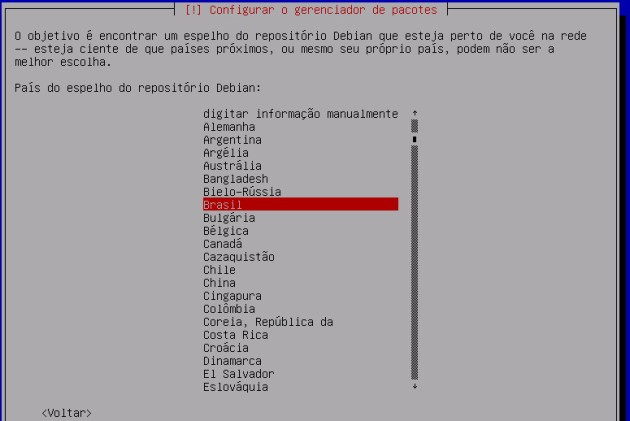 [!] Configurar o gerenciador de pacotes
O objetivo é encontrar um espelho do repositório Debian que esteja perto de você na rede
-- esteja ciente de que países próximos, ou mesmo seu próprio país, podem não ser a
melhor escolha.
País do espelho do repositório Debian:
digitar informação manualmente
Alemanha
Argentina
Argélia
Austrália
Bangladesh
Bielo-Rússia
Brasil
Bulgária
Bélgica
Canadá
Cazaquistão
Chile
China
Cingapura
Colômbia
Coreia, República da
Costa Rica
Croácia
Dinamarca
El Salvador
Eslováquia
<Voltar>